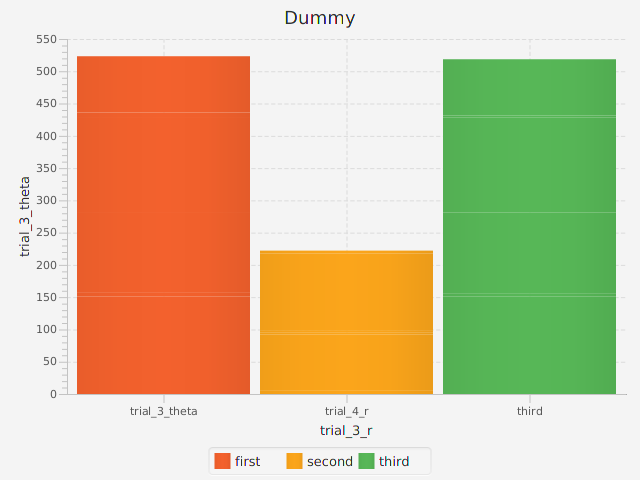 Dummy
550
500
450
400
350
300
250
200
150
100
50
0
trial_3_theta
trial_3_theta
trial_4_r
third
trial_3_r
first
second
third